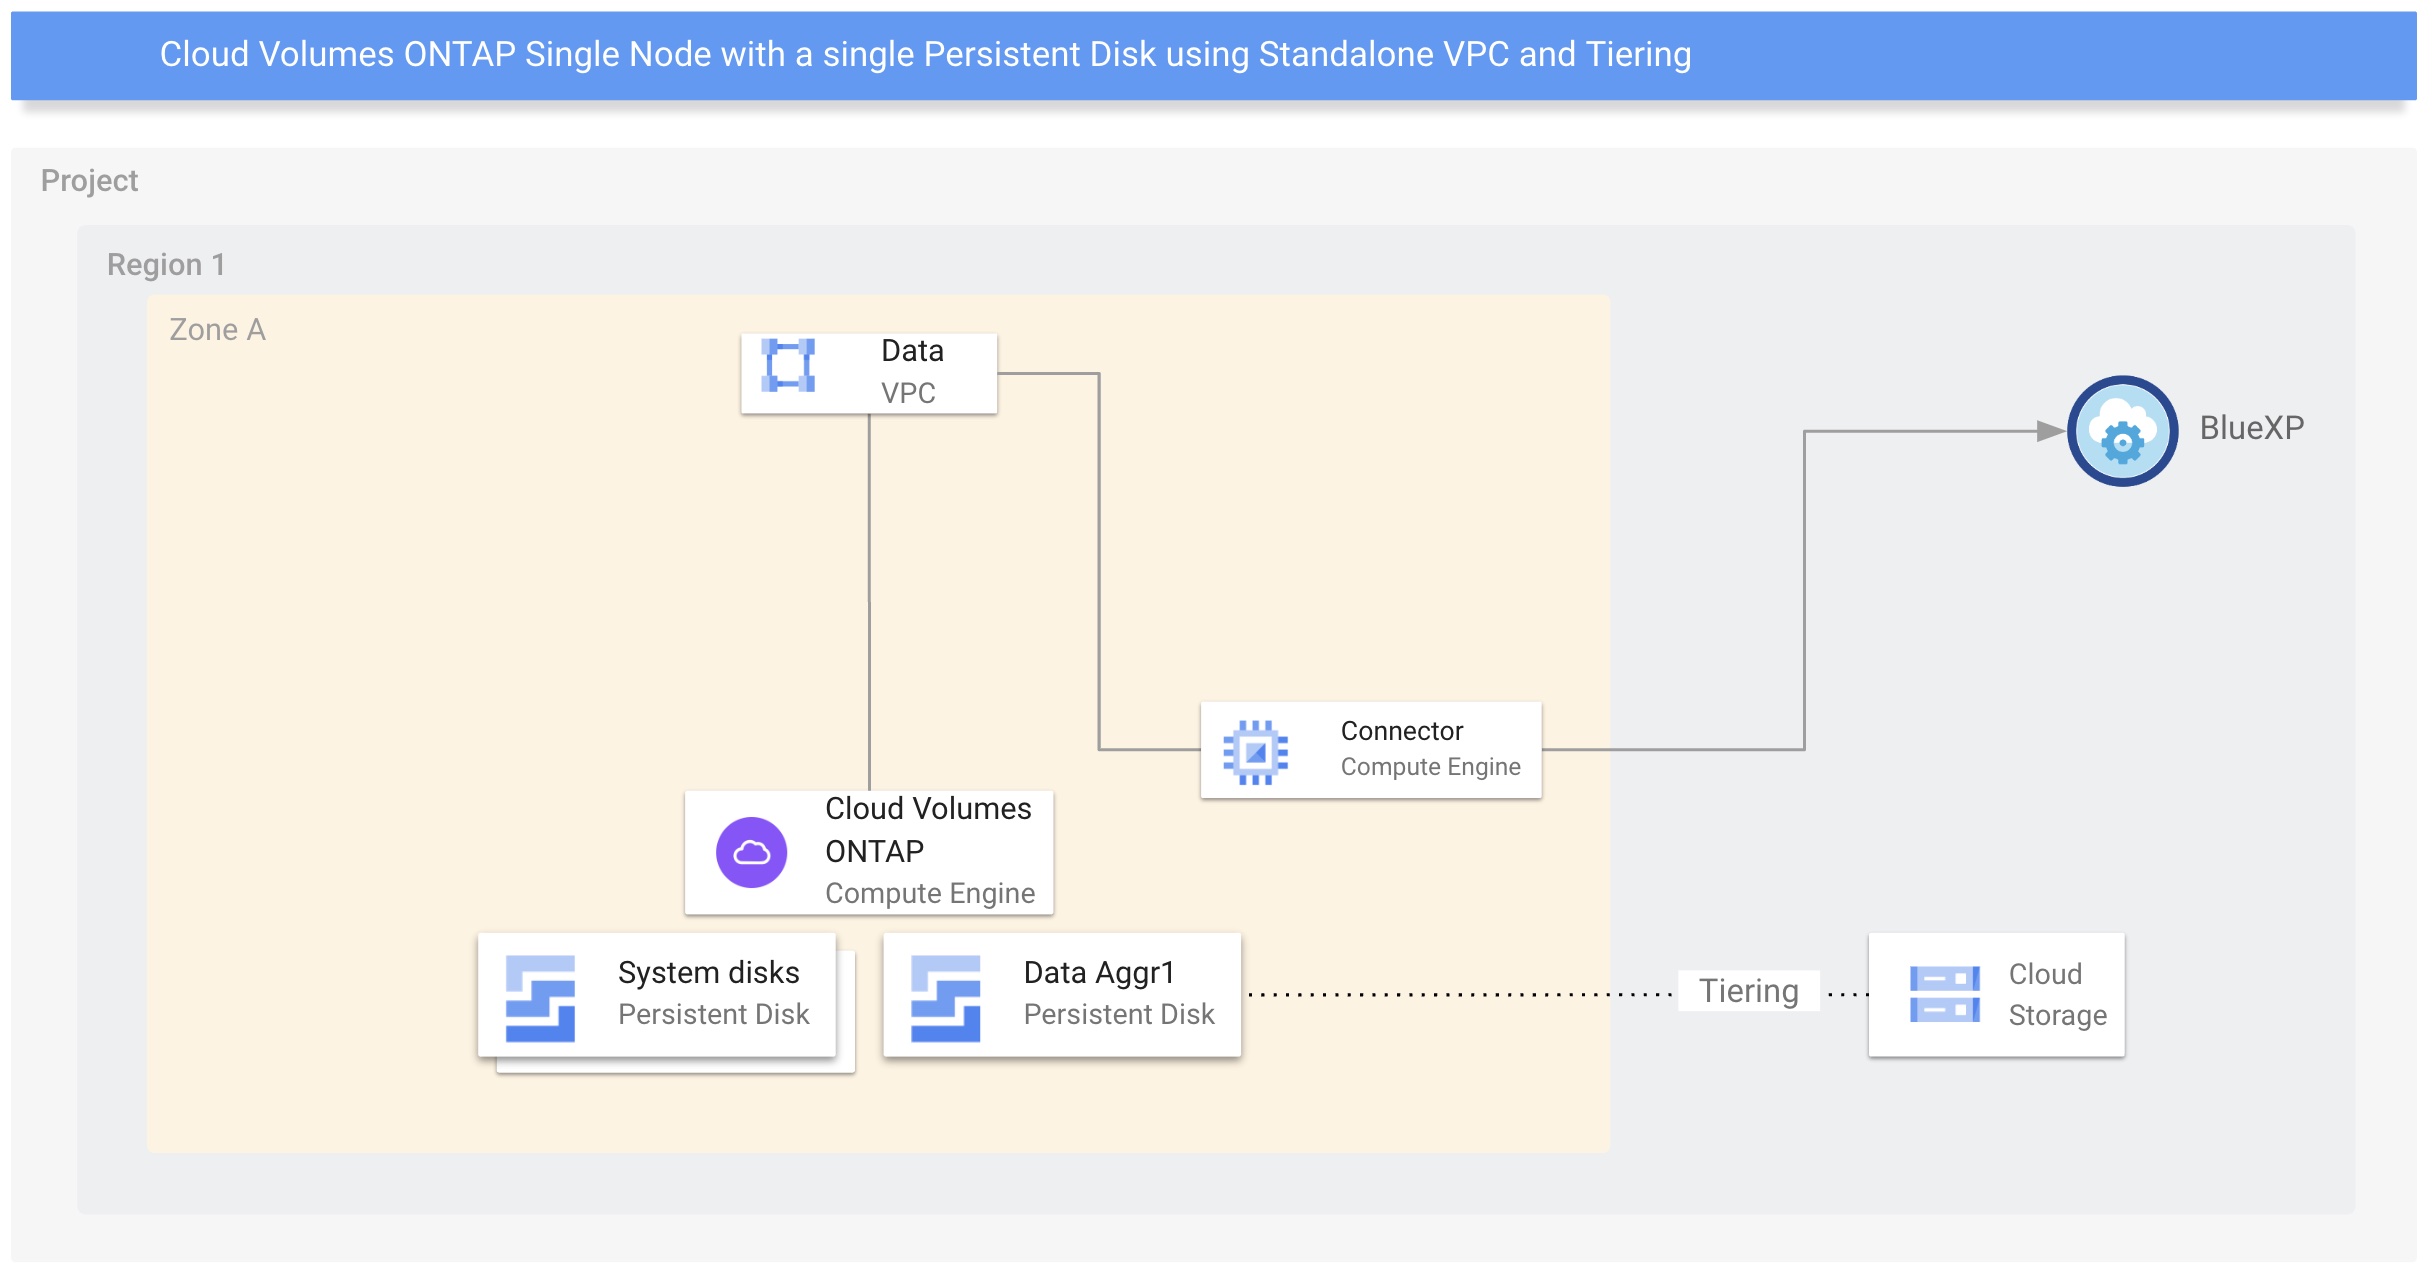 Cloud Volumes ONTAP Single Node with a single Persistent Disk using Standalone VPC and Tiering
Project
Region 1
Zone A
Data
VPC
BlueXP
Connector
Compute Engine
Cloud Volumes
ONTAP
Compute Engine
System disks
Persistent Disk
Data Aggr1
Persistent Disk
Tiering
Cloud
Storage